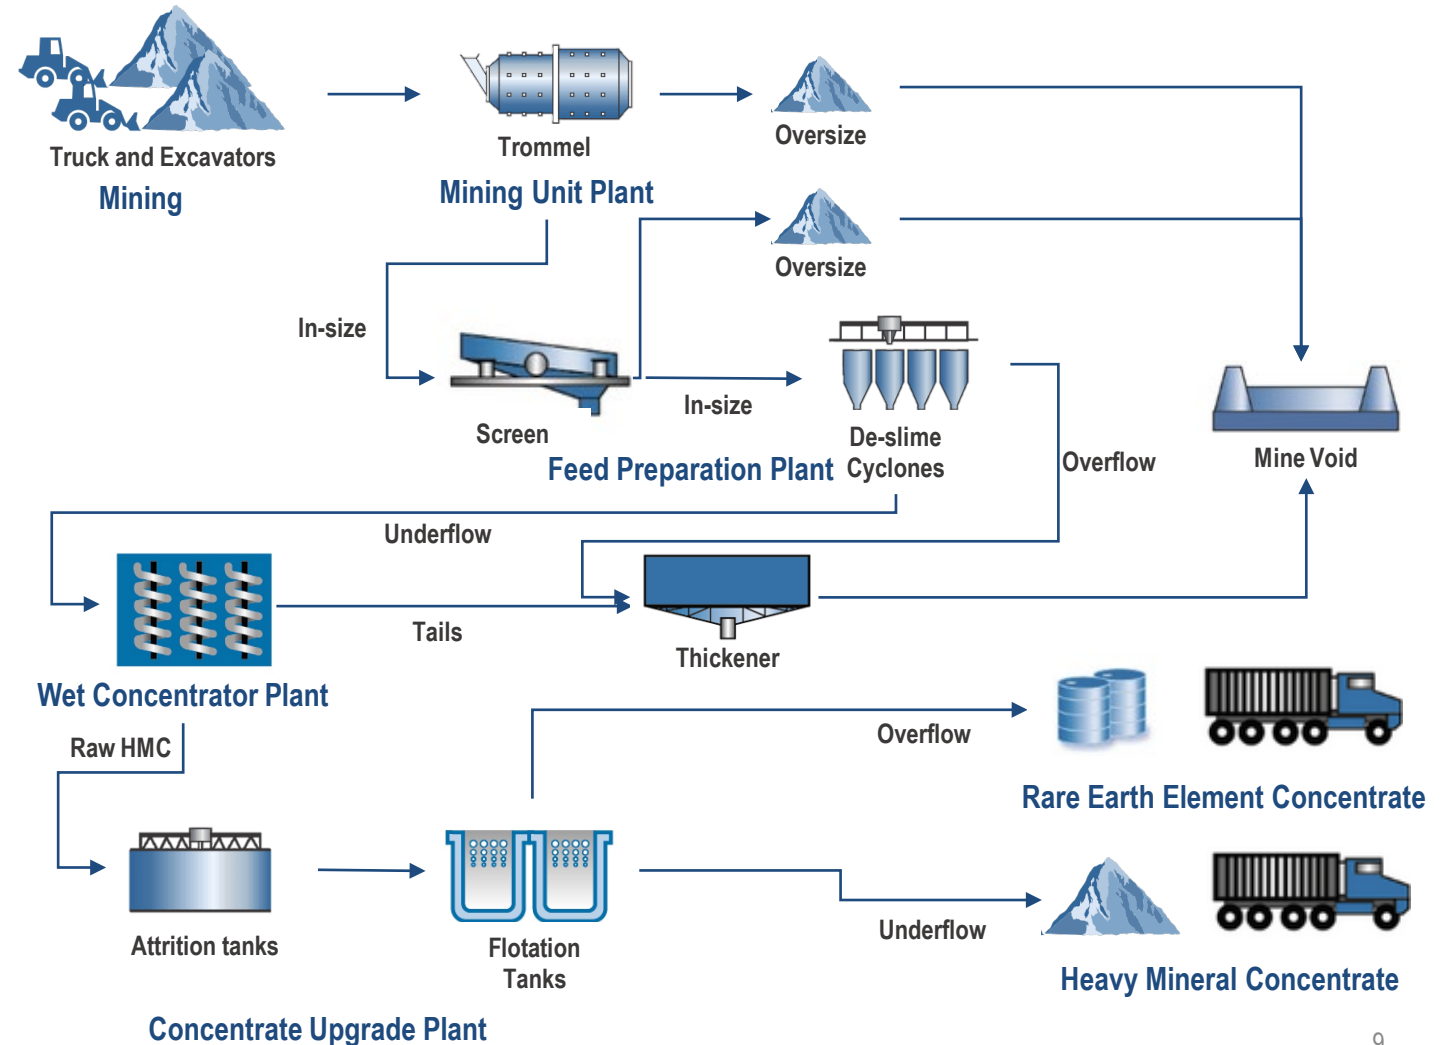 Truck and Excavators
Mining
Trommel
Mining Unit Plant
Oversize
Oversize
In-size
Screen
In-size
De-slime
Cyclones
Feed Preparation Plant
Overflow
Mine Void
Underflow
Tails
Thickener
Wet Concentrator Plant
Raw HMC
Overflow
Rare Earth Element Concentrate
Attrition tanks
Flotation
Tanks
Underflow
Heavy Mineral Concentrate
Concentrate Upgrade Plant
9